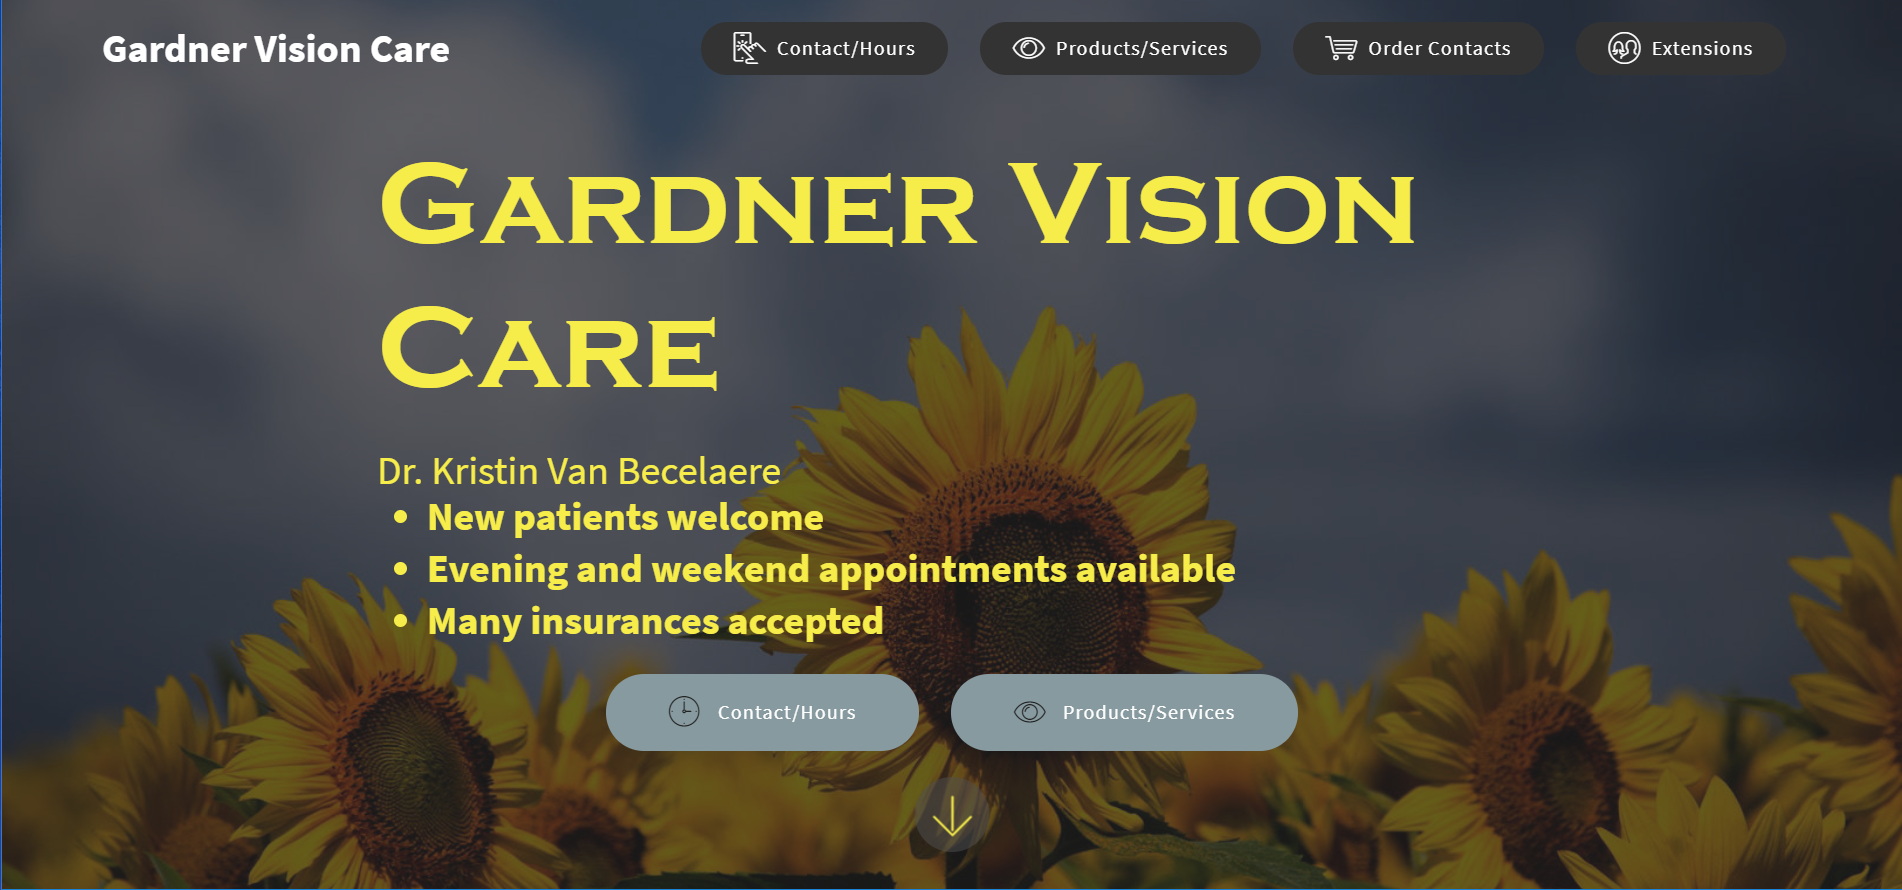 Gardner Vision Care
Contact/Hours
Products/Services
Order Contacts
Extensions
Gardner Vision
Care
Dr. Kristin Van Becelaere
• New patients welcome
• Evening and weekend appointments available
• Many insurances accepted
Contact/Hours
Products/Services